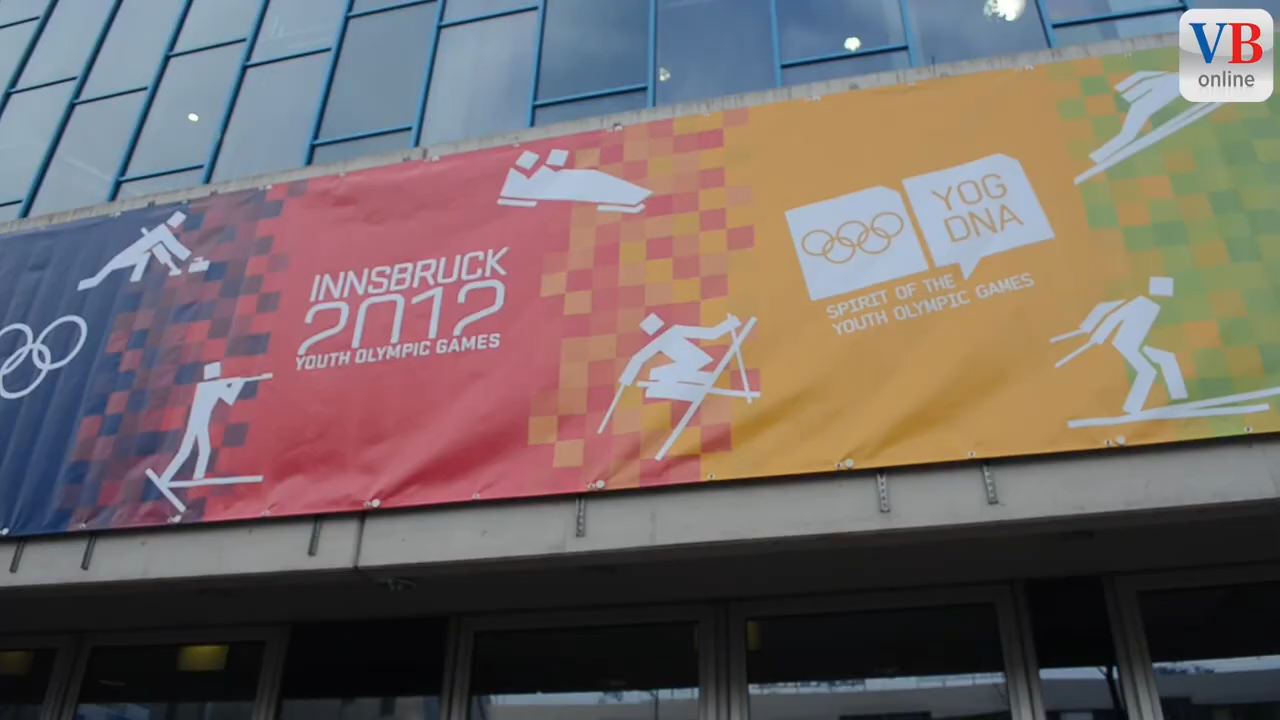 VB
online
INNSBRUCK
2012
YOUTH OLYMPIC GAMES
YOG
DNA
SPIRIT OF THE
YOUTH OLYMPIC GAMES